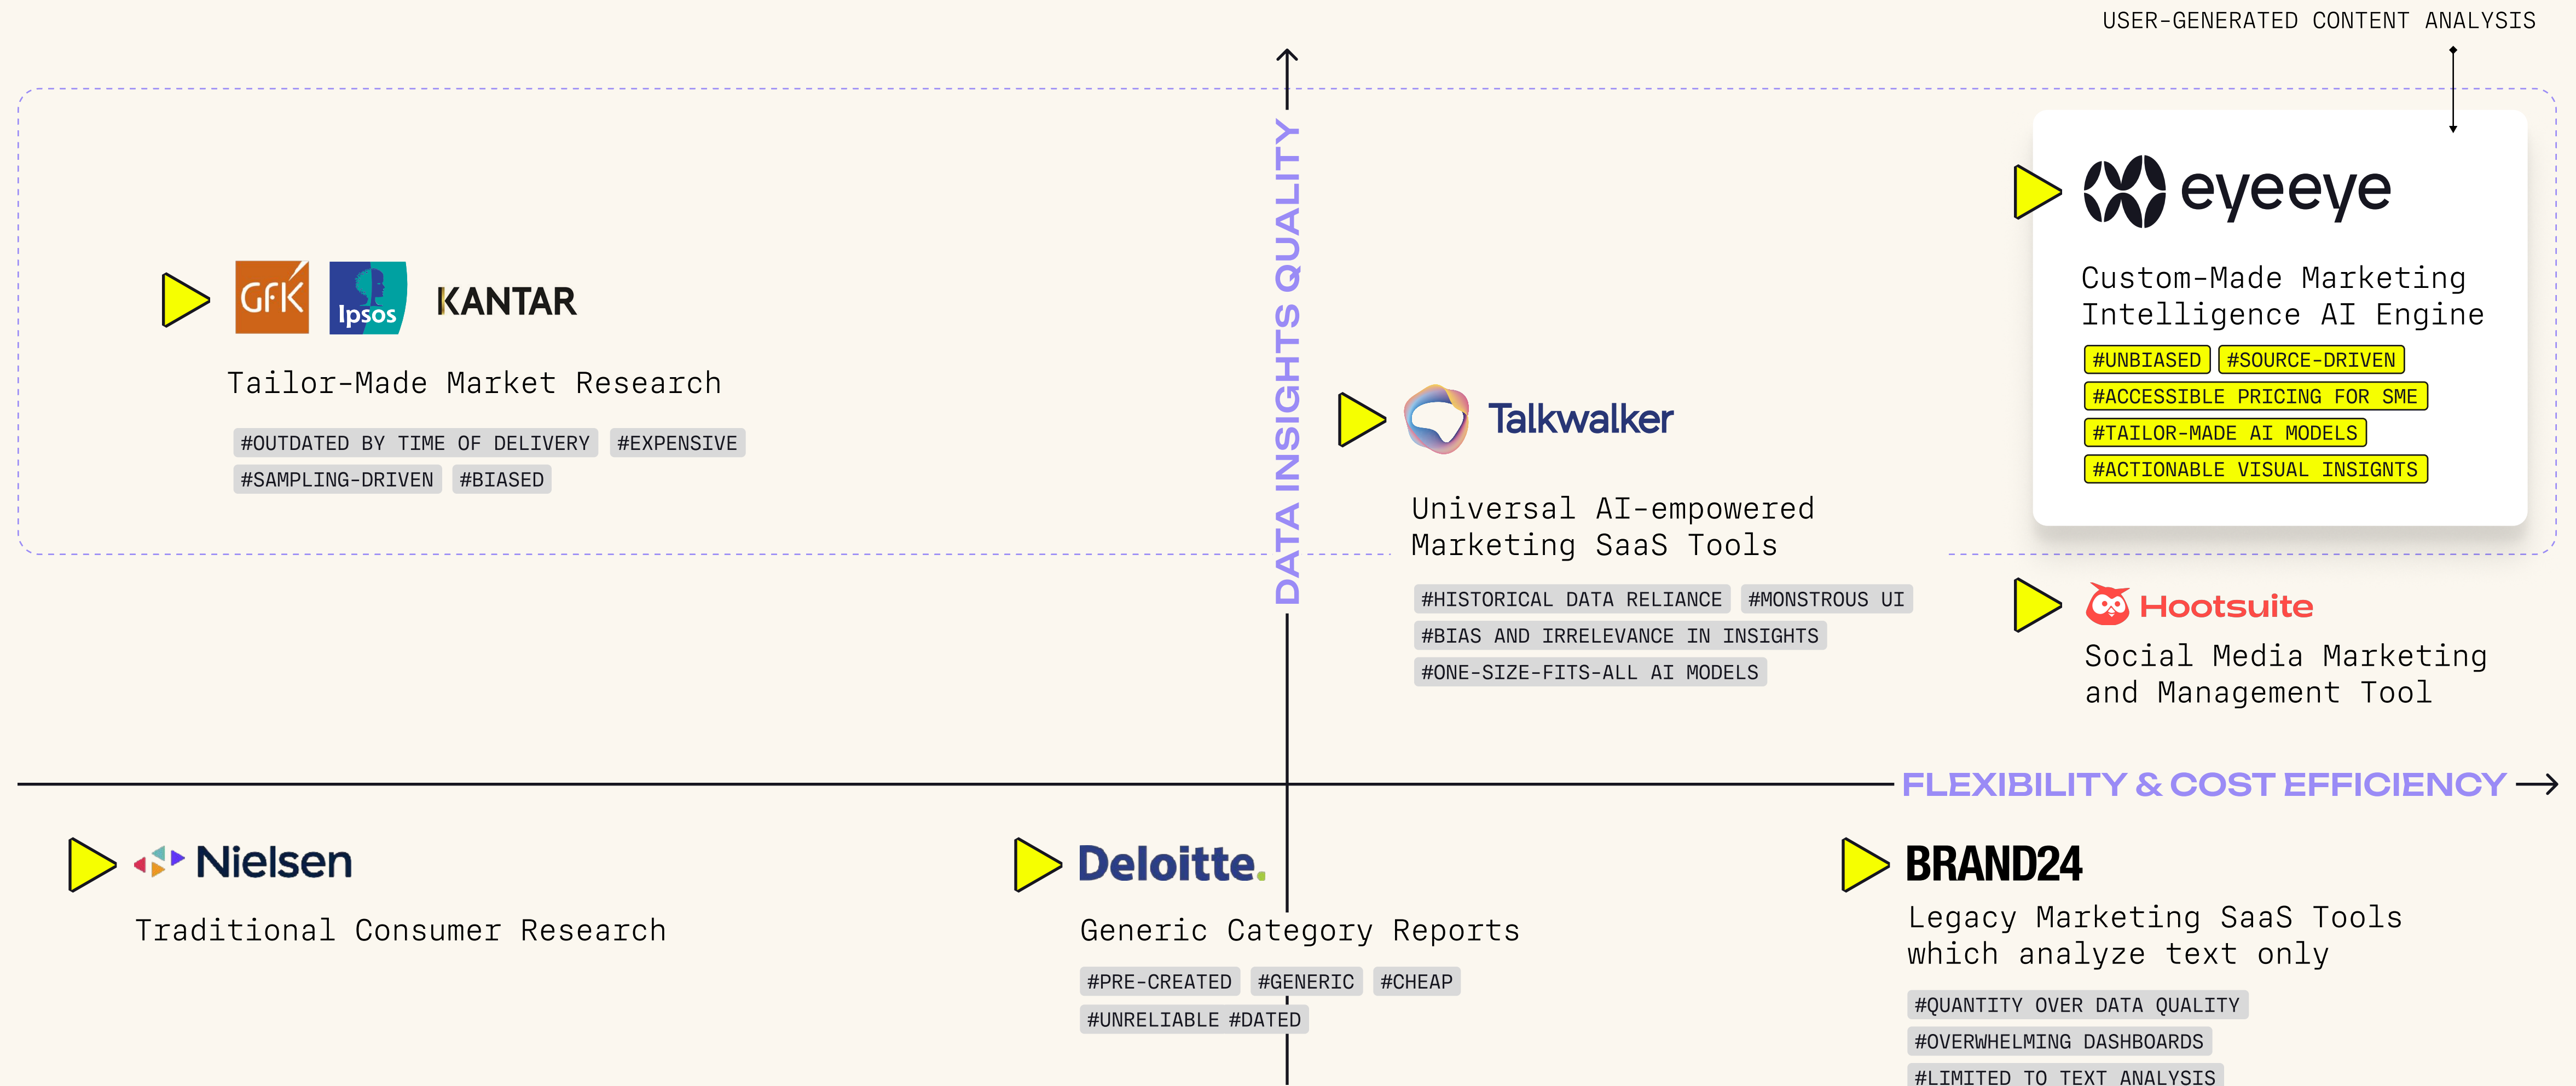 USER-GENERATED CONTENT ANALYSIS
DATA INSIGHTS QUALITY
eyeeye
Custom-Made Marketing
Intelligence AI Engine
#UNBIASED #SOURCE-DRIVEN
#ACCESSIBLE PRICING FOR SME
#TAILOR-MADE AI MODELS
#ACTIONABLE VISUAL INSIGNTS
GFK Ipsos KANTAR
Tailor-Made Market Research
#OUTDATED BY TIME OF DELIVERY #EXPENSIVE
#SAMPLING-DRIVEN #BIASED
Talkwalker
Universal AI-empowered
Marketing SaaS Tools
#HISTORICAL DATA RELIANCE #MONSTROUS UI
#BIAS AND IRRELEVANCE IN INSIGHTS
#ONE-SIZE-FITS-ALL AI MODELS
Hootsuite
Social Media Marketing
and Management Tool
FLEXIBILITY & COST EFFICIENCY
Nielsen
Traditional Consumer Research
Deloitte.
Generic Category Reports
#PRE-CREATED #GENERIC #CHEAP
#UNRELIABLE #DATED
BRAND24
Legacy Marketing SaaS Tools
which analyze text only
#QUANTITY OVER DATA QUALITY
#OVERWHELMING DASHBOARDS
#LIMITED TO TEXT ANALYSIS